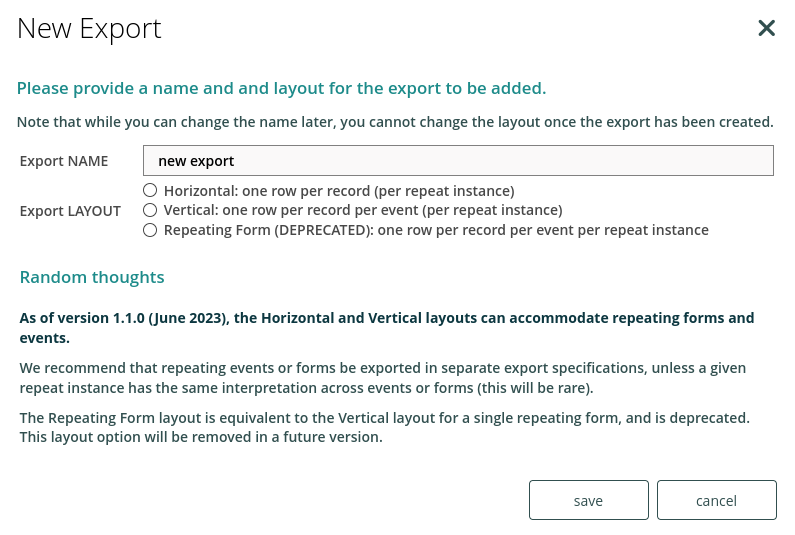 New Export
Please provide a name and and layout for the export to be added.
Note that while you can change the name later, you cannot change the layout once the export has been created.
Export NAME
new export
Export LAYOUT
Horizontal: one row per record (per repeat instance)
Vertical: one row per record per event (per repeat instance)
Repeating Form (DEPRECATED): one row per record per event per repeat instance
Random thoughts
As of version 1.1.0 (June 2023), the Horizontal and Vertical layouts can accommodate repeating forms and
events.
We recommend that repeating events or forms be exported in separate export specifications, unless a given
repeat instance has the same interpretation across events or forms (this will be rare).
The Repeating Form layout is equivalent to the Vertical layout for a single repeating form, and is deprecated.
This layout option will be removed in a future version.
save
cancel